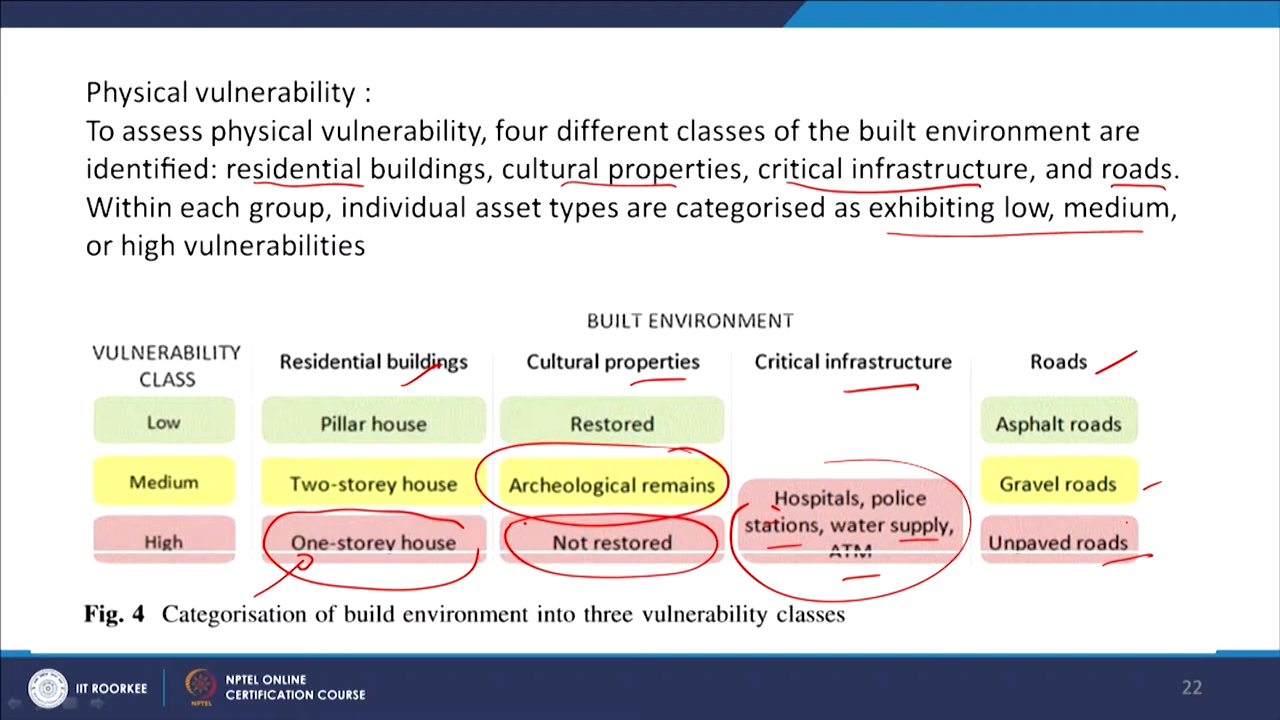 Physical vulnerability :
To assess physical vulnerability, four different classes of the built environment are
identified: residential buildings, cultural properties, critical infrastructure, and roads.
Within each group, individual asset types are categorised as exhibiting low, medium,
or high vulnerabilities
BUILT ENVIRONMENT
VULNERABILITY
CLASS
Residential buildings
Cultural properties
Critical infrastructure
Roads
Low
Pillar house
Restored
Asphalt roads
Medium
Two-storey house
Archeological remains
Gravel roads
Hospitals, police
stations, water supply,
ATM
High
One-storey house
Not restored
Unpaved roads
Fig. 4 Categorisation of build environment into three vulnerability classes
IIT ROORKEE
NPTEL
NPTEL ONLINE
CERTIFICATION COURSE
22